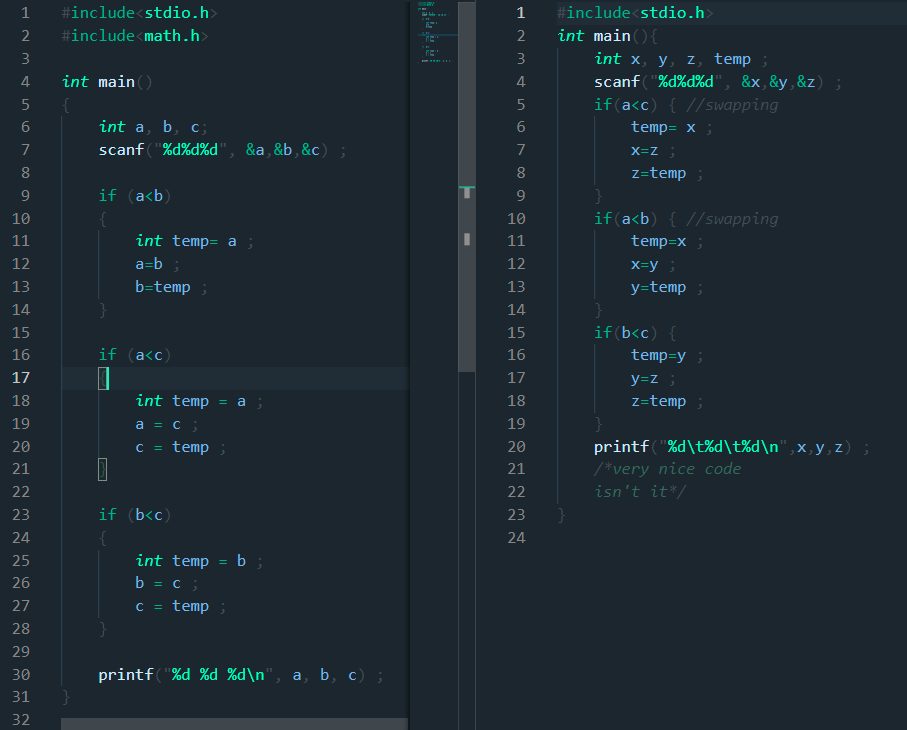 1 #include<stdio.h>
2 #include<math.h>
3
4 int main()
5 {
6 int a, b, c;
7 scanf("%d%d%d", &a,&b,&c) ;
8
9 if (a<b)
10 {
11 int temp= a ;
12 a=b ;
13 b=temp ;
14 }
15
16 if (a<c)
17 {
18 int temp = a ;
19 a = c ;
20 c = temp ;
21 }
22
23 if (b<c)
24 {
25 int temp = b ;
26 b = c ;
27 c = temp ;
28 }
29
30 printf("%d %d %d\n", a, b, c) ;
31 }
32
1 #include<stdio.h>
2 int main(){
3 int x, y, z, temp ;
4 scanf("%d%d%d", &x,&y,&z) ;
5 if(a<c) { //swapping
6 temp= x ;
7 x=z ;
8 z=temp ;
9 }
10 if(a<b) { //swapping
11 temp=x ;
12 x=y ;
13 y=temp ;
14 }
15 if(b<c) {
16 temp=y ;
17 y=z ;
18 z=temp ;
19 }
20 printf("%d\t%d\t%d\n",x,y,z) ;
21 /*very nice code
22 isn't it*/
23 }
24